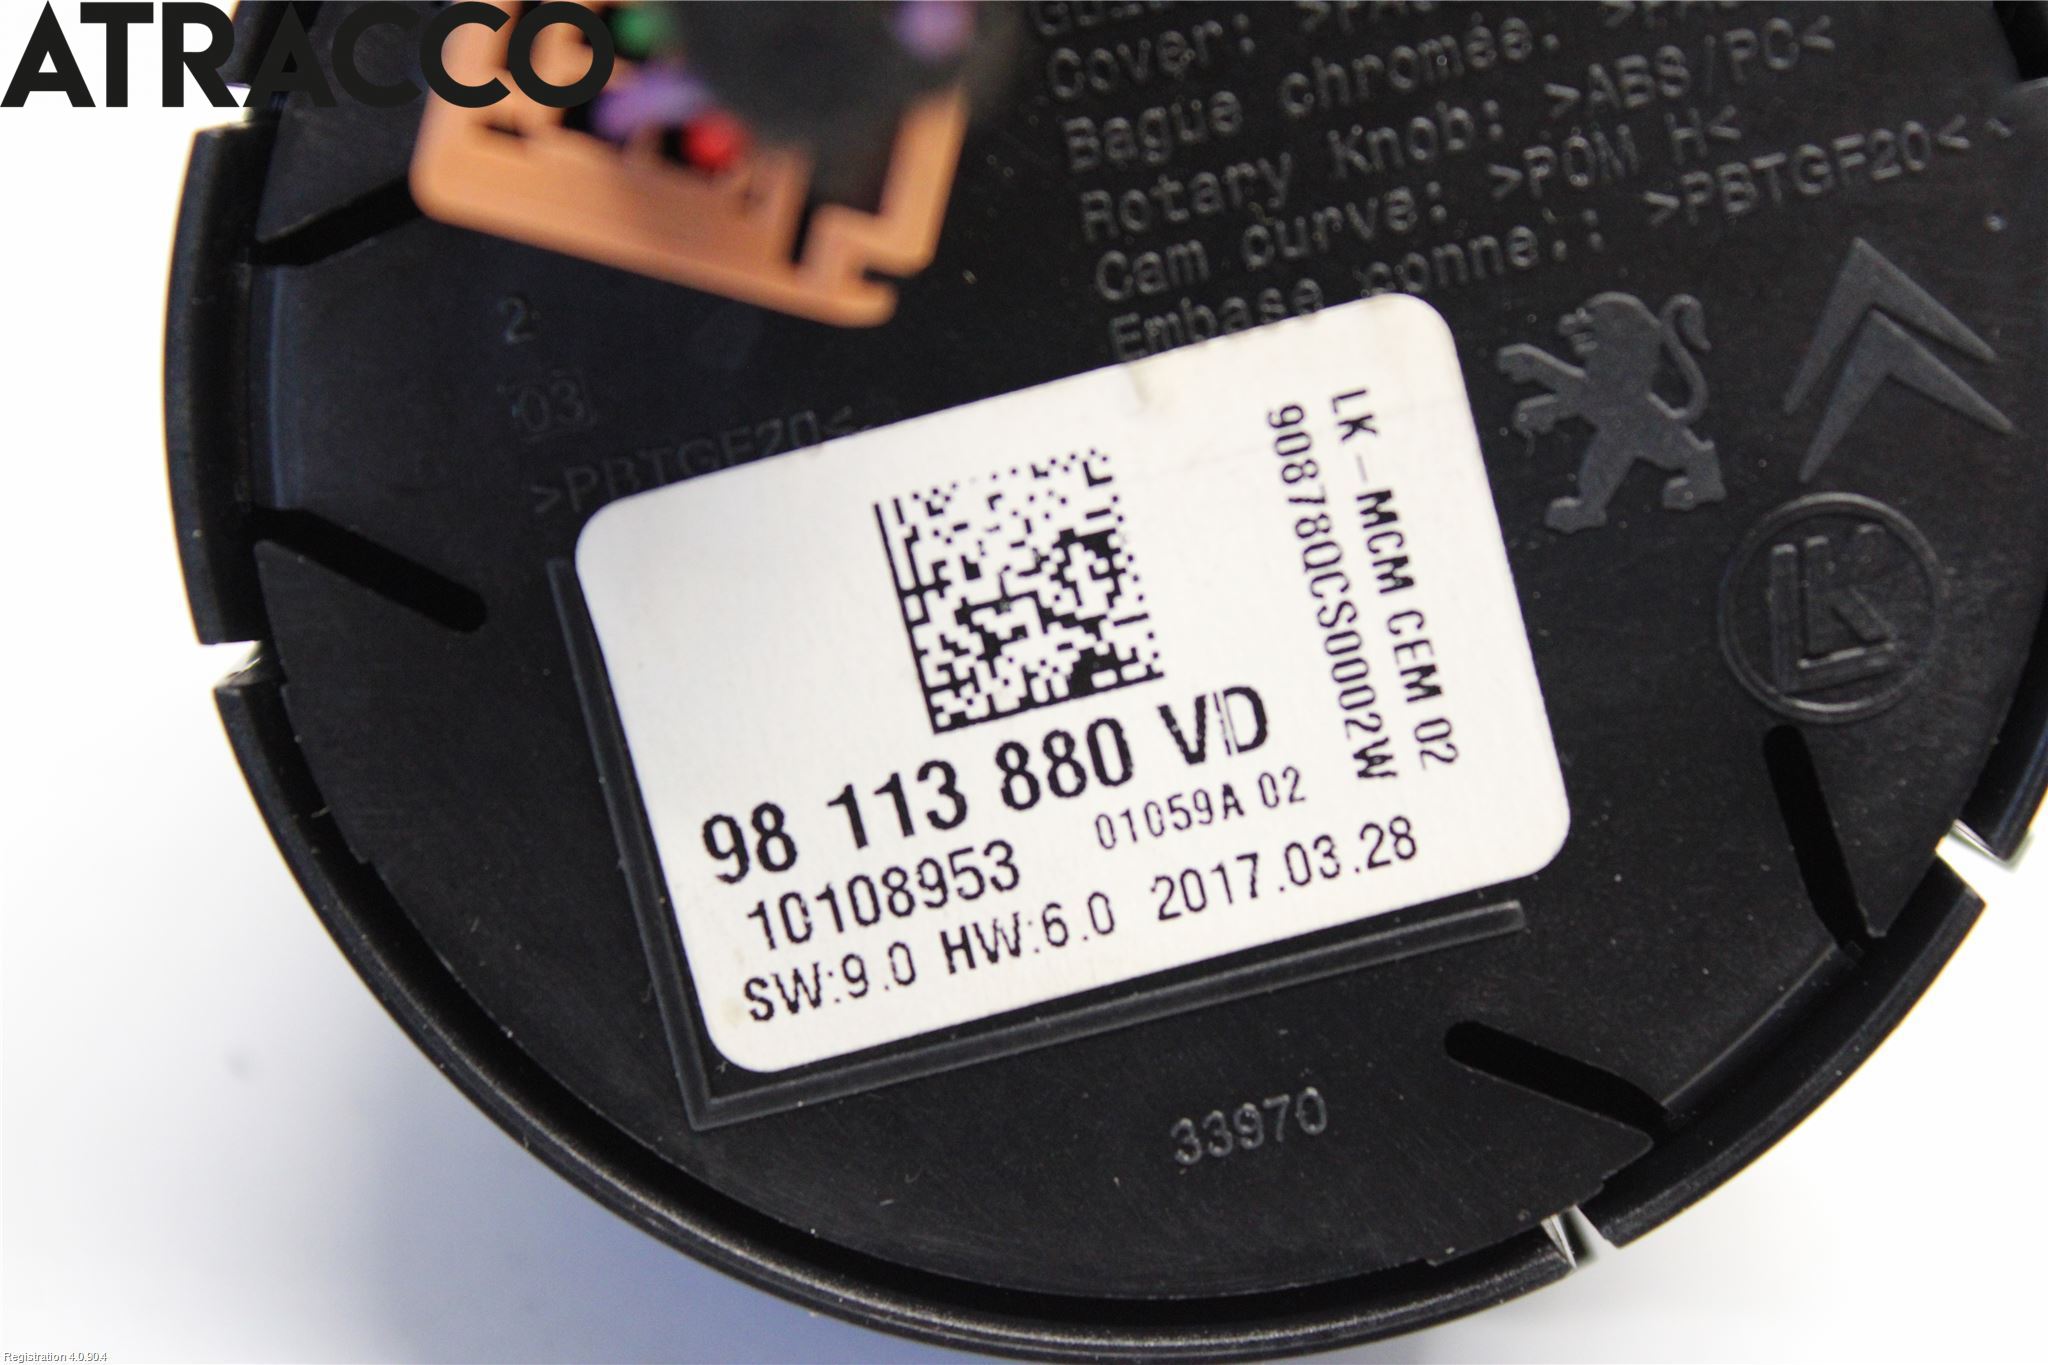 ATRACCO
Cover: >PA
Bague chromée. >
Rotary Knob: >ABS/PC<
Cam curve: >POM H<
Embase conne.: >PBTGF20<
2
03
>PBTGF20<
LK-MCM CEM 02
90878QCS0002W
98 113 880 VD
10108953 01059A 02
SW:9.0 HW:6.0 2017.03.28
LK
33970
Registration 4.0.90.4